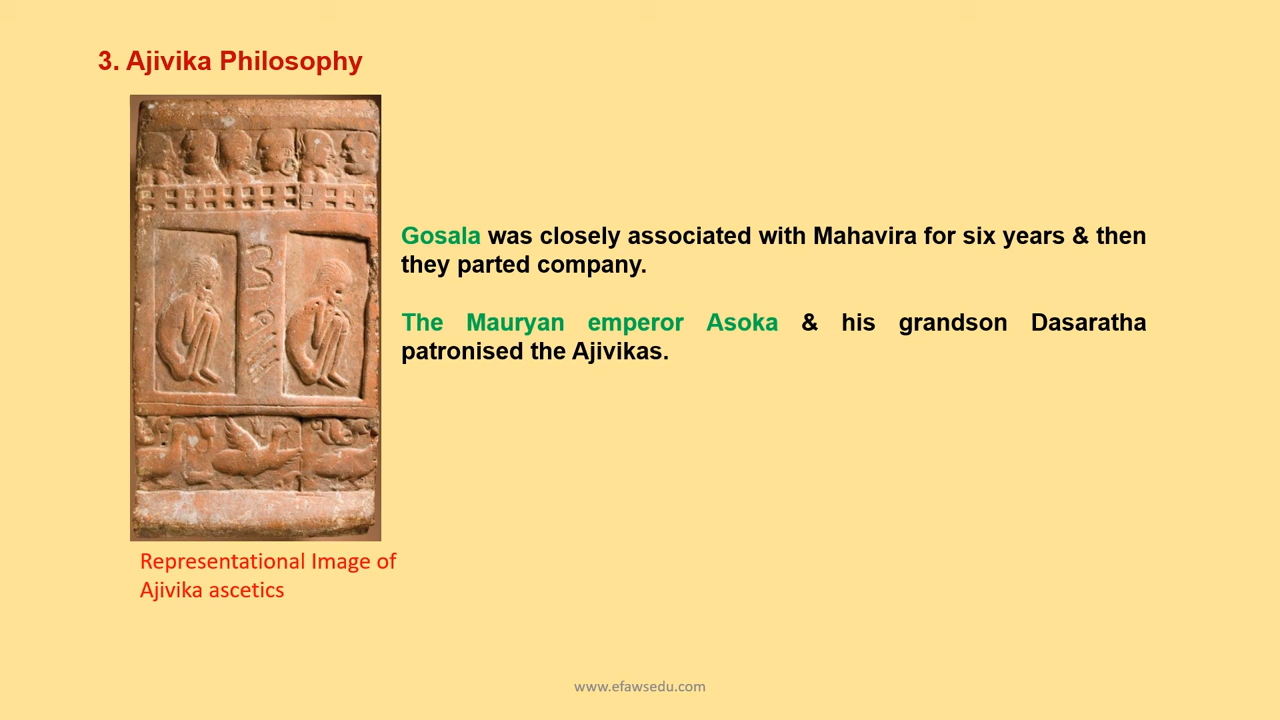 3. Ajivika Philosophy
Gosala was closely associated with Mahavira for six years & then
they parted company.
The Mauryan emperor Asoka & his grandson Dasaratha
patronised the Ajivikas.
Representational Image of
Ajivika ascetics
www.efawsedu.com